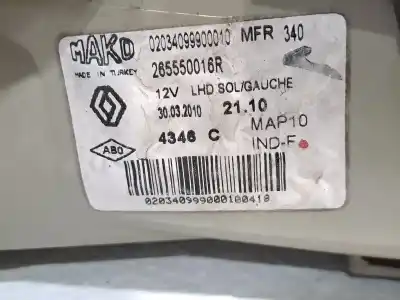 MAKO 02034099900010 MFR 340
MADE IN TURKEY 265550016R
12V LHD SOL/GAUCHE
30.03.2010 21.10
4346 C MAP10
ABO IND-F
020340999000100418